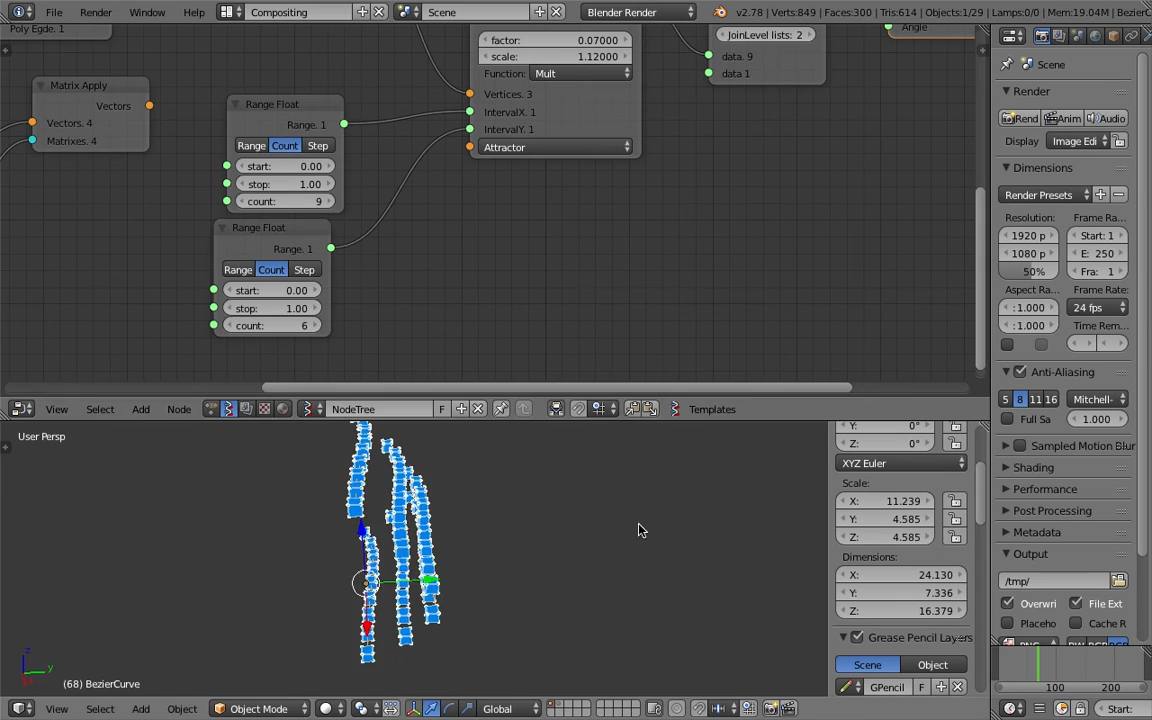 File Render Window Help Compositing Scene Blender Render v2.78 | Verts:849 | Faces:300 | Tris:614 | Objects:1/29 | Lamps:0/0 | Mem:19.04M | BezierC
Poly Egde. 1
Matrix Apply
Vectors
Vectors. 4
Matrixes. 4
Range Float
Range. 1
Range Count Step
start: 0.00
stop: 1.00
count: 9
Range Float
Range. 1
Range Count Step
start: 0.00
stop: 1.00
count: 6
factor: 0.07000
scale: 1.12000
Function: Mult
Vertices. 3
IntervalX. 1
IntervalY. 1
Attractor
JoinLevel lists: 2
data. 9
data 1
Angle
View Select Add Node NodeTree F Templates
User Persp
(68) BezierCurve
z
y
Y: 0°
Z: 0°
XYZ Euler
Scale:
X: 11.239
Y: 4.585
Z: 4.585
Dimensions:
X: 24.130
Y: 7.336
Z: 16.379
Grease Pencil Layers
Scene Object
GPencil F
View Select Add Object Object Mode Global
Scene
Render
Rend Anim Audio
Display Image Edi
Dimensions
Render Presets
Resolution: Frame Ra...
1920 p Start: 1
1080 p E: 250
50% Fra: 1
Aspect Ra... Frame Rate:
: 1.000 24 fps
: 1.000 Time Rem...
Anti-Aliasing
5 8 11 16 Mitchell-
Full Sa 1.000
Sampled Motion Blur
Shading
Performance
Post Processing
Metadata
Output
/tmp/
Overwri File Ext
Placeho Cache R
100 200
Start: